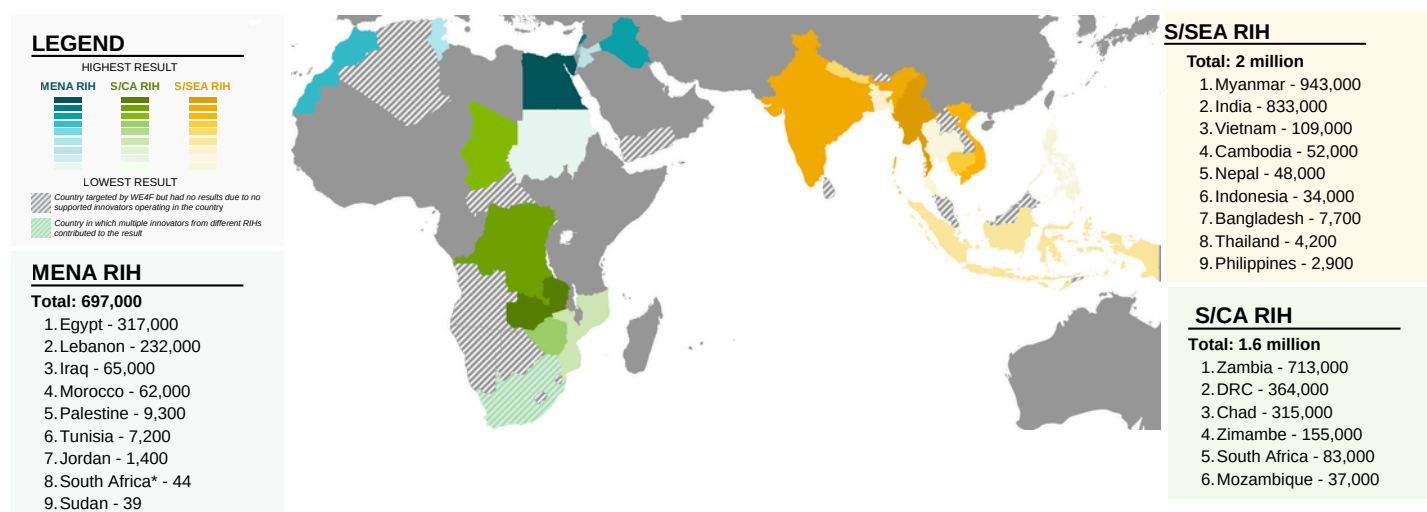 LEGEND
HIGHEST RESULT
MENA RIH S/CA RIH S/SEA RIH
LOWEST RESULT
Country targeted by WE4F but had no results due to no
supported innovators operating in the country
Country in which multiple innovators from different RIHs
contributed to the result
MENA RIH
Total: 697,000
1. Egypt - 317,000
2. Lebanon - 232,000
3. Iraq - 65,000
4. Morocco - 62,000
5. Palestine - 9,300
6. Tunisia - 7,200
7. Jordan - 1,400
8. South Africa* - 44
9. Sudan - 39
S/SEA RIH
Total: 2 million
1. Myanmar - 943,000
2. India - 833,000
3. Vietnam - 109,000
4. Cambodia - 52,000
5. Nepal - 48,000
6. Indonesia - 34,000
7. Bangladesh - 7,700
8. Thailand - 4,200
9. Philippines - 2,900
S/CA RIH
Total: 1.6 million
1. Zambia - 713,000
2. DRC - 364,000
3. Chad - 315,000
4. Zimambe - 155,000
5. South Africa - 83,000
6. Mozambique - 37,000